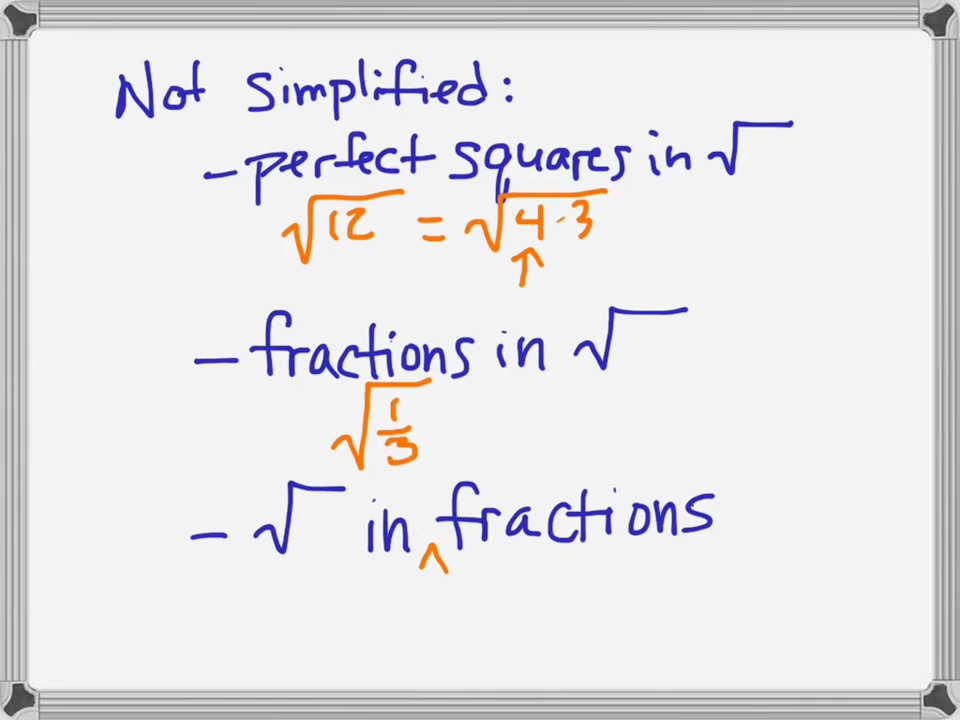 Not simplified:
- perfect squares in √
√12 = √4·3
↑
- fractions in √
√1/3
- √ in ^ fractions